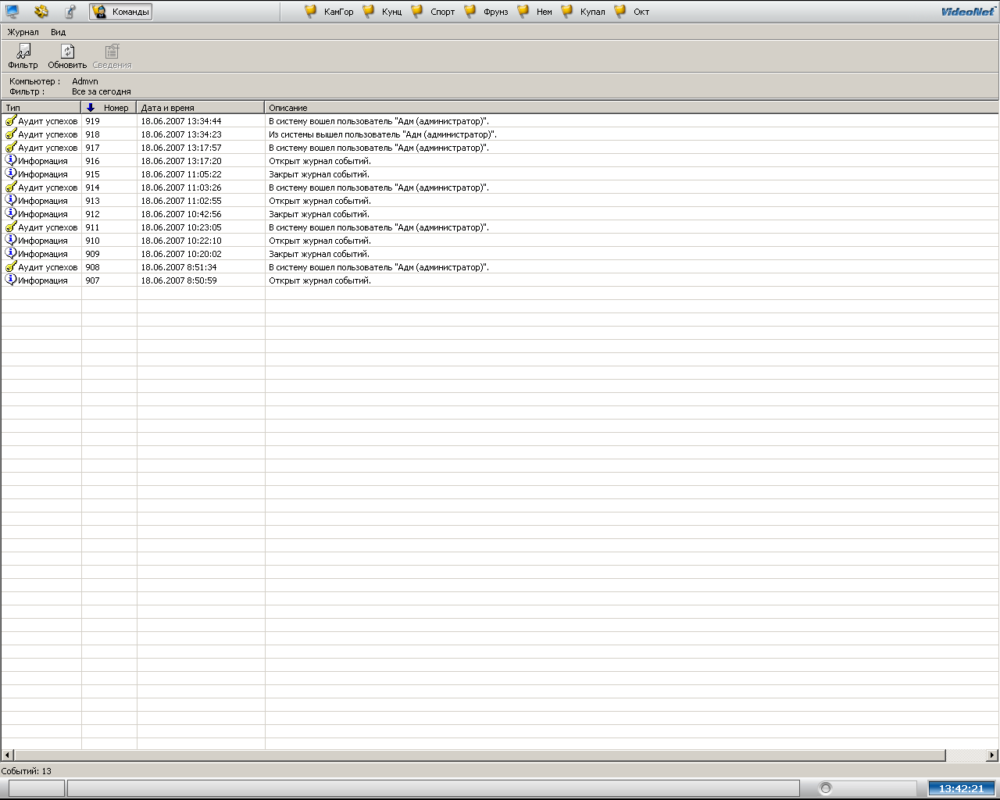 Команды КамГор Кунц Спорт Фрунз Нем Купал Окт VideoNet
Журнал Вид
Фильтр Обновить Сведения
Компьютер : Admvn
Фильтр : Все за сегодня
Тип Номер Дата и время Описание
Аудит успехов 919 18.06.2007 13:34:44 В систему вошел пользователь "Адм (администратор)".
Аудит успехов 918 18.06.2007 13:34:23 Из системы вышел пользователь "Адм (администратор)".
Аудит успехов 917 18.06.2007 13:17:57 В систему вошел пользователь "Адм (администратор)".
Информация 916 18.06.2007 13:17:20 Открыт журнал событий.
Информация 915 18.06.2007 11:05:22 Закрыт журнал событий.
Аудит успехов 914 18.06.2007 11:03:26 В систему вошел пользователь "Адм (администратор)".
Информация 913 18.06.2007 11:02:55 Открыт журнал событий.
Информация 912 18.06.2007 10:42:56 Закрыт журнал событий.
Аудит успехов 911 18.06.2007 10:23:05 В систему вошел пользователь "Адм (администратор)".
Информация 910 18.06.2007 10:22:10 Открыт журнал событий.
Информация 909 18.06.2007 10:20:02 Закрыт журнал событий.
Аудит успехов 908 18.06.2007 8:51:34 В систему вошел пользователь "Адм (администратор)".
Информация 907 18.06.2007 8:50:59 Открыт журнал событий.
Событий: 13
13:42:21